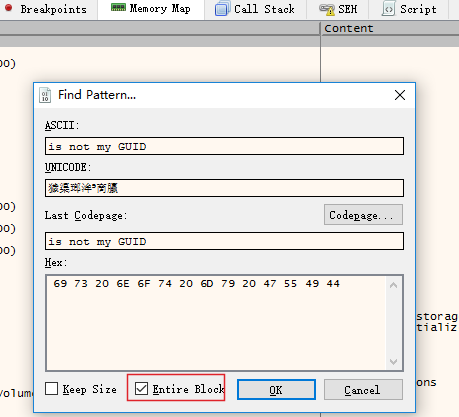 Breakpoints Memory Map Call Stack SEH Script
Content
00)
Find Pattern...
ASCII:
is not my GUID
UNICODE:
獩渠瑯洠⁹啇䑉
00)
Last Codepage:
Codepage...
00)
is not my GUID
00)
Hex:
69 73 20 6E 6F 74 20 6D 79 20 47 55 49 44
storag
tializ
ons
Volume
Keep Size
Entire Block
OK
Cancel